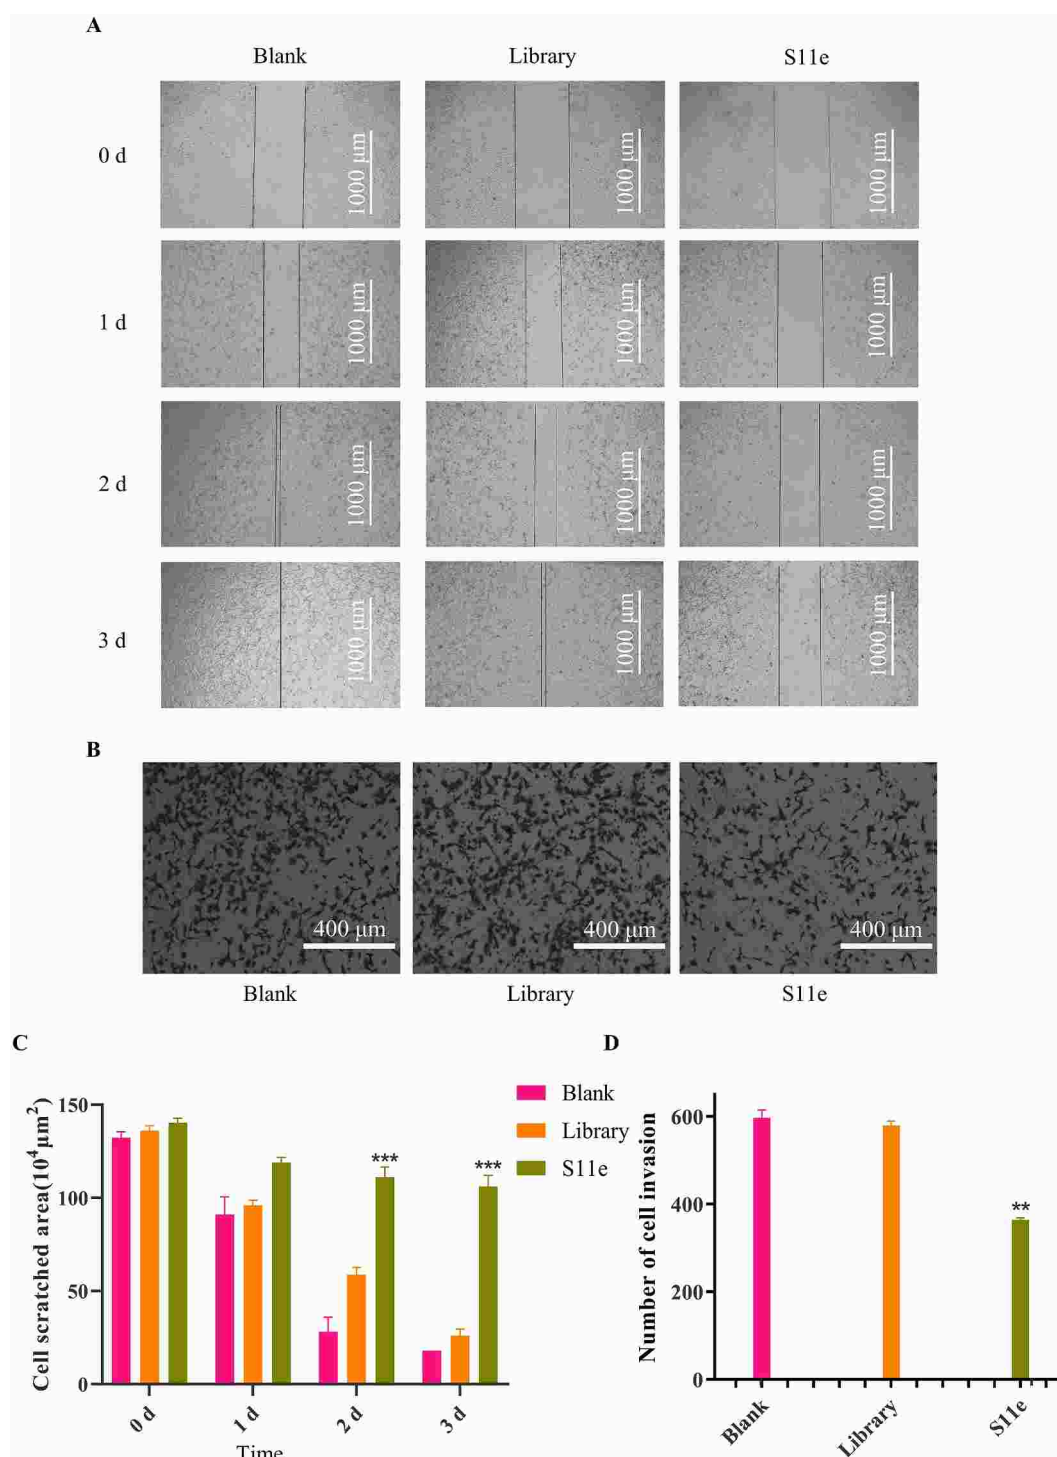 A
Blank Library S11e
0 d
1000 μm 1000 μm 1000 μm
1 d
1000 μm 1000 μm 1000 μm
2 d
1000 μm 1000 μm 1000 μm
3 d
1000 μm 1000 μm 1000 μm
B
400 μm 400 μm 400 μm
Blank Library S11e
C
Cell scratched area(10⁴μm²)
150
100
50
0
*** ***
0 d 1 d 2 d 3 d
Time
Blank
Library
S11e
D
Number of cell invasion
600
400
200
0
**
Blank Library S11e